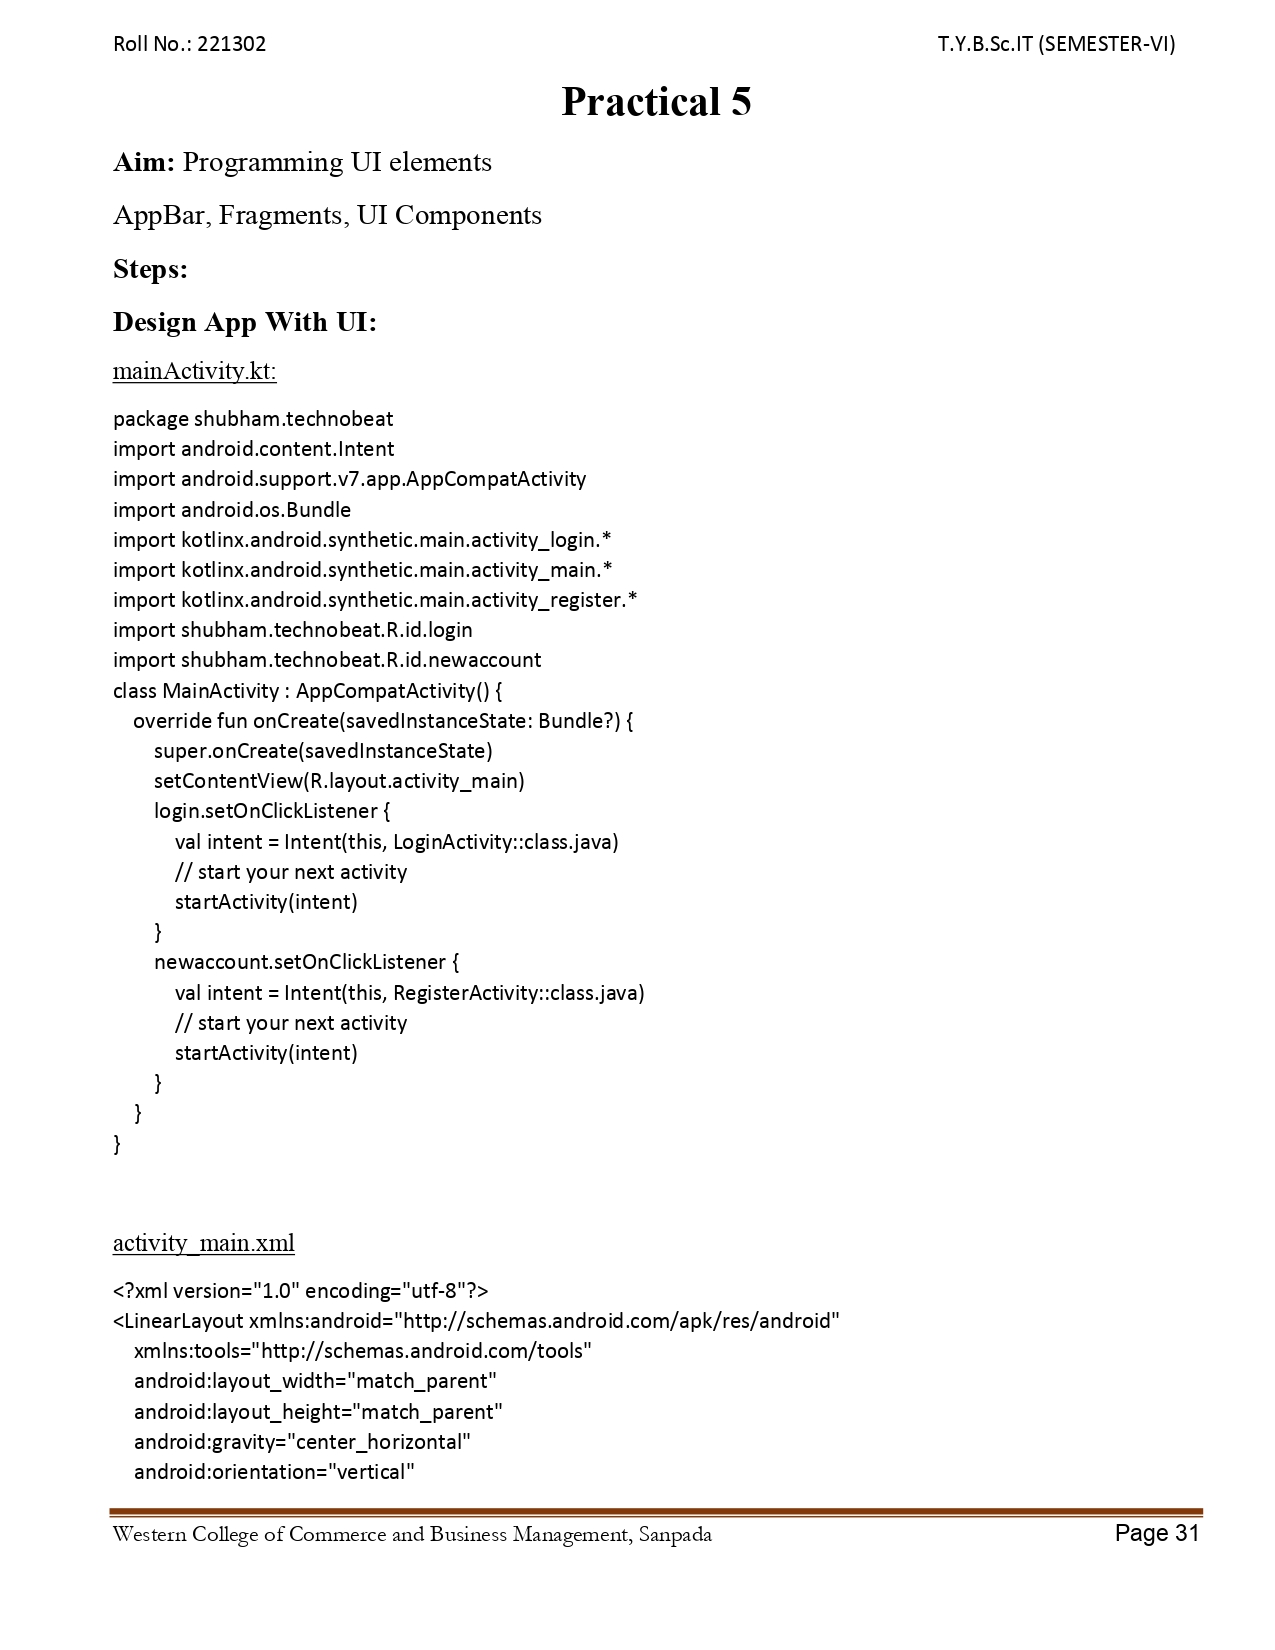 Roll No.: 221302 T.Y.B.Sc.IT (SEMESTER-VI)
Practical 5
Aim: Programming UI elements
AppBar, Fragments, UI Components
Steps:
Design App With UI:
mainActivity.kt:
package shubham.technobeat
import android.content.Intent
import android.support.v7.app.AppCompatActivity
import android.os.Bundle
import kotlinx.android.synthetic.main.activity_login.*
import kotlinx.android.synthetic.main.activity_main.*
import kotlinx.android.synthetic.main.activity_register.*
import shubham.technobeat.R.id.login
import shubham.technobeat.R.id.newaccount
class MainActivity : AppCompatActivity() {
    override fun onCreate(savedInstanceState: Bundle?) {
        super.onCreate(savedInstanceState)
        setContentView(R.layout.activity_main)
        login.setOnClickListener {
            val intent = Intent(this, LoginActivity::class.java)
            // start your next activity
            startActivity(intent)
        }
        newaccount.setOnClickListener {
            val intent = Intent(this, RegisterActivity::class.java)
            // start your next activity
            startActivity(intent)
        }
    }
}
activity_main.xml
<?xml version="1.0" encoding="utf-8"?>
<LinearLayout xmlns:android="http://schemas.android.com/apk/res/android"
    xmlns:tools="http://schemas.android.com/tools"
    android:layout_width="match_parent"
    android:layout_height="match_parent"
    android:gravity="center_horizontal"
    android:orientation="vertical"
Western College of Commerce and Business Management, Sanpada Page 31